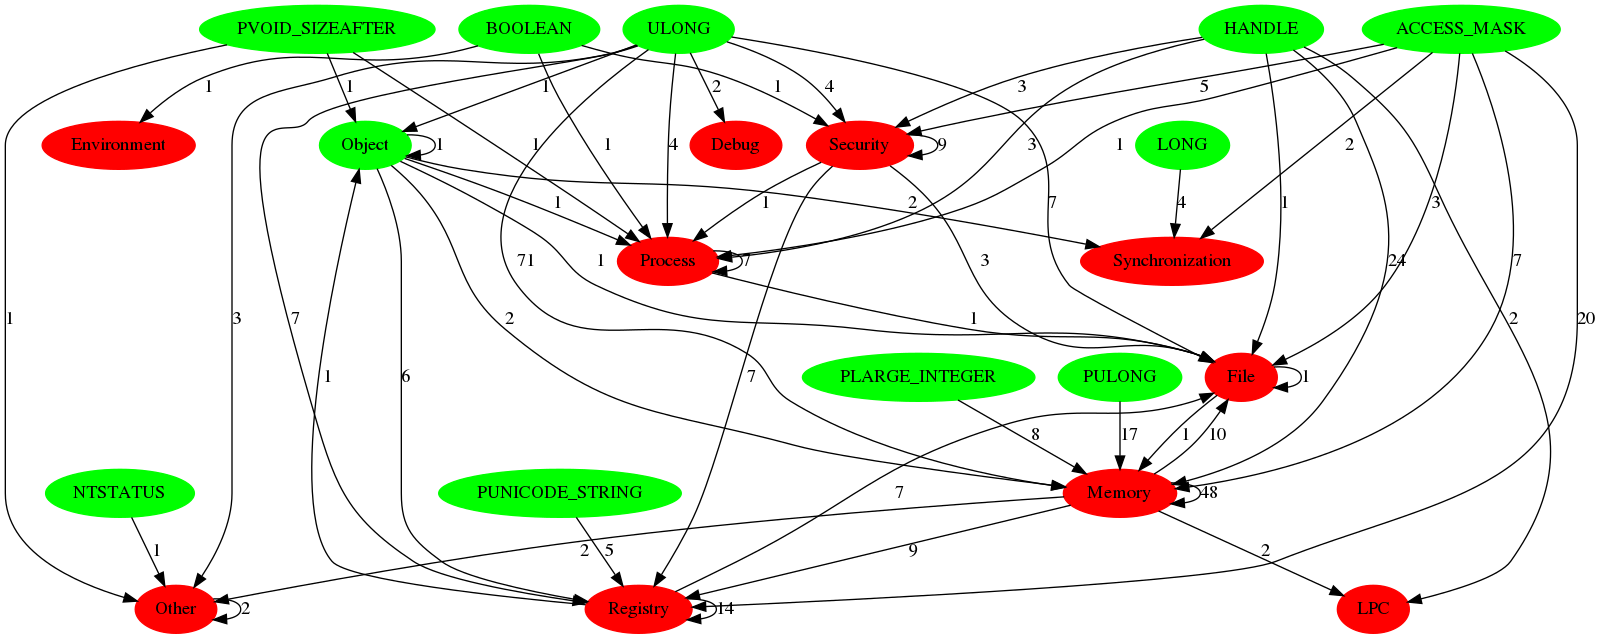 PVOID_SIZEAFTER BOOLEAN ULONG HANDLE ACCESS_MASK
1 1 1 1 2 1 4 3 5
Environment Object 1 1 1 4 Debug Security 9 3 1 LONG 2
1 2 1 7 4 1 3
71 1 Process 7 3 Synchronization 24 7
1 3 7 2 1 2 20
1 6 7 PLARGE_INTEGER PULONG File 1
8 17 1 10
NTSTATUS PUNICODE_STRING 7 Memory 48
1 5 2 9 2
Other 2 Registry 14 LPC